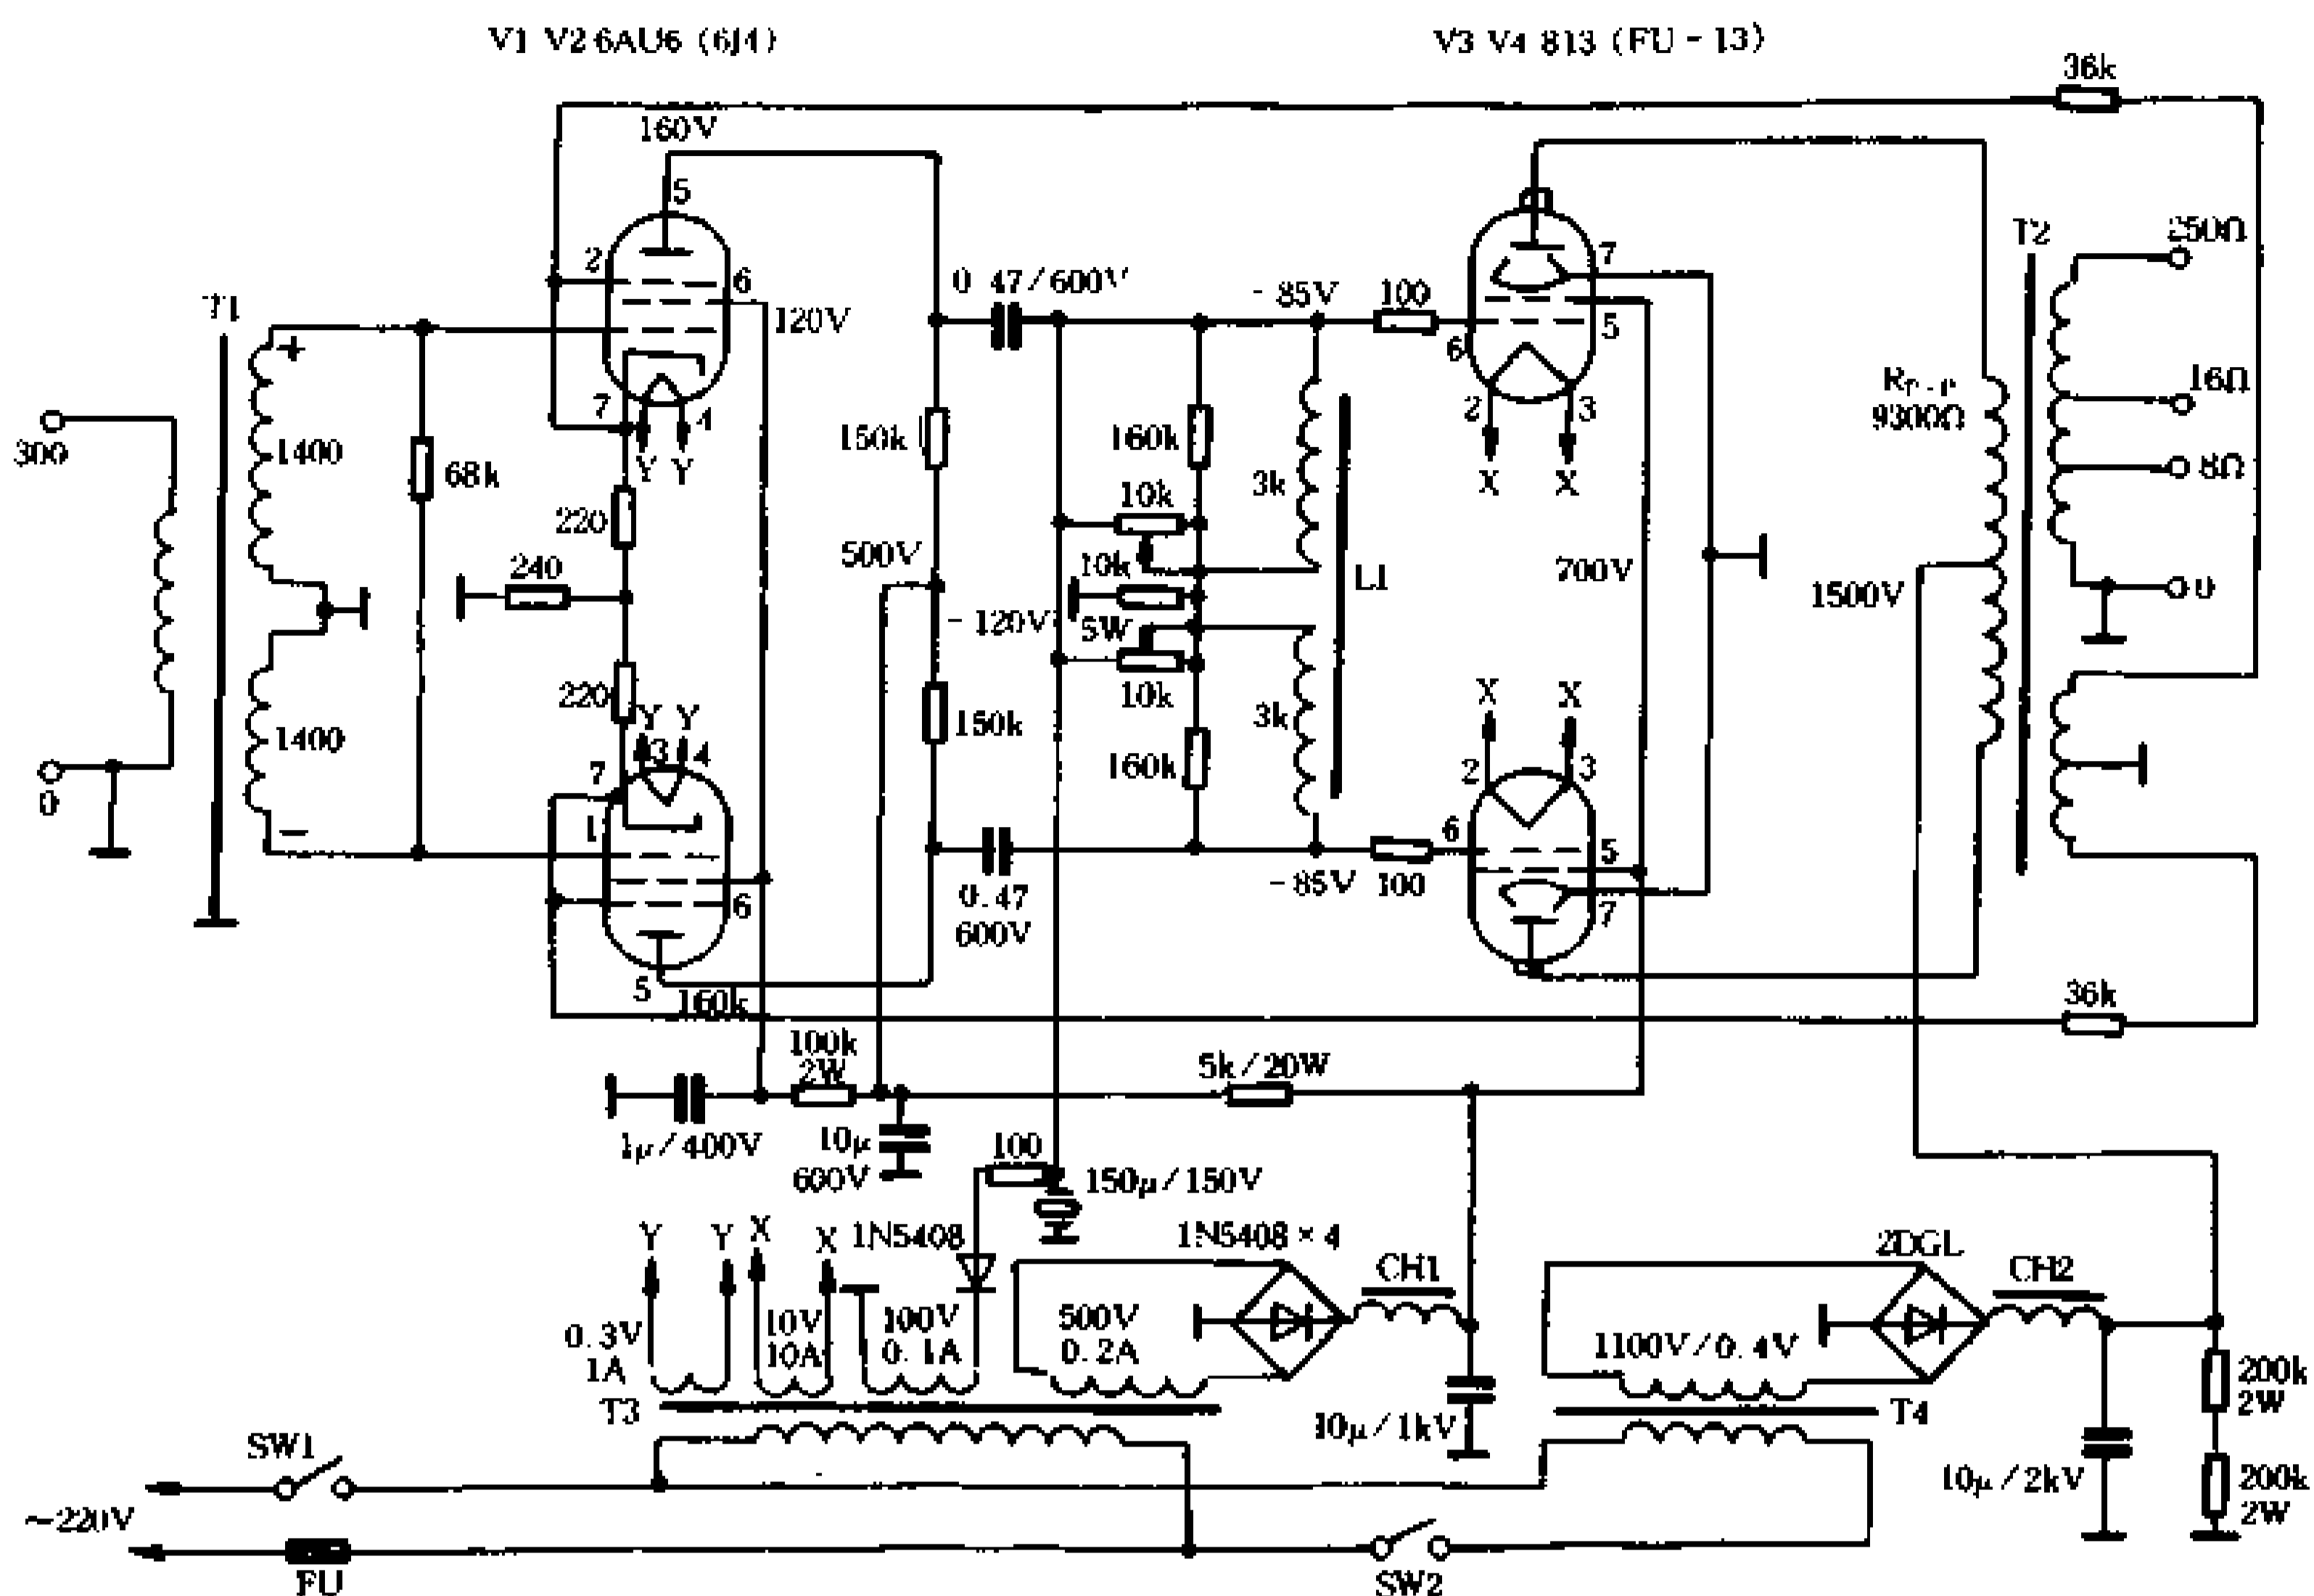 V1 V2 6AU6 (6J4)
V3 V4 813 (FU - 13)
36k
160V
5
2
6
7
T2
250Ω
0 47/600V
- 85V
100
T1
120V
5
6
+
16Ω
RP-P
9300Ω
7
4
2
3
300
1400
68k
150k
160k
Y Y
X
X
8Ω
3k
10k
220
500V
10k
700V
L1
240
1500V
0
- 120V
5W
220
10k
X
X
Y
Y
150k
3k
1400
3
4
160k
2
3
7
0
1
6
5
−
0.47
600V
- 85V
100
6
7
5
160k
36k
100k
2W
5k/20W
1μ/400V
10μ
600V
100
150μ/150V
Y
Y
X
X
1N5408
1N5408×4
CH1
2DGL
CH2
0.3V
1A
10V
10A
100V
0.1A
500V
0.2A
1100V/0.4V
200k
2W
T3
T4
10μ/1kV
SW1
10μ/2kV
200k
2W
~220V
FU
SW2